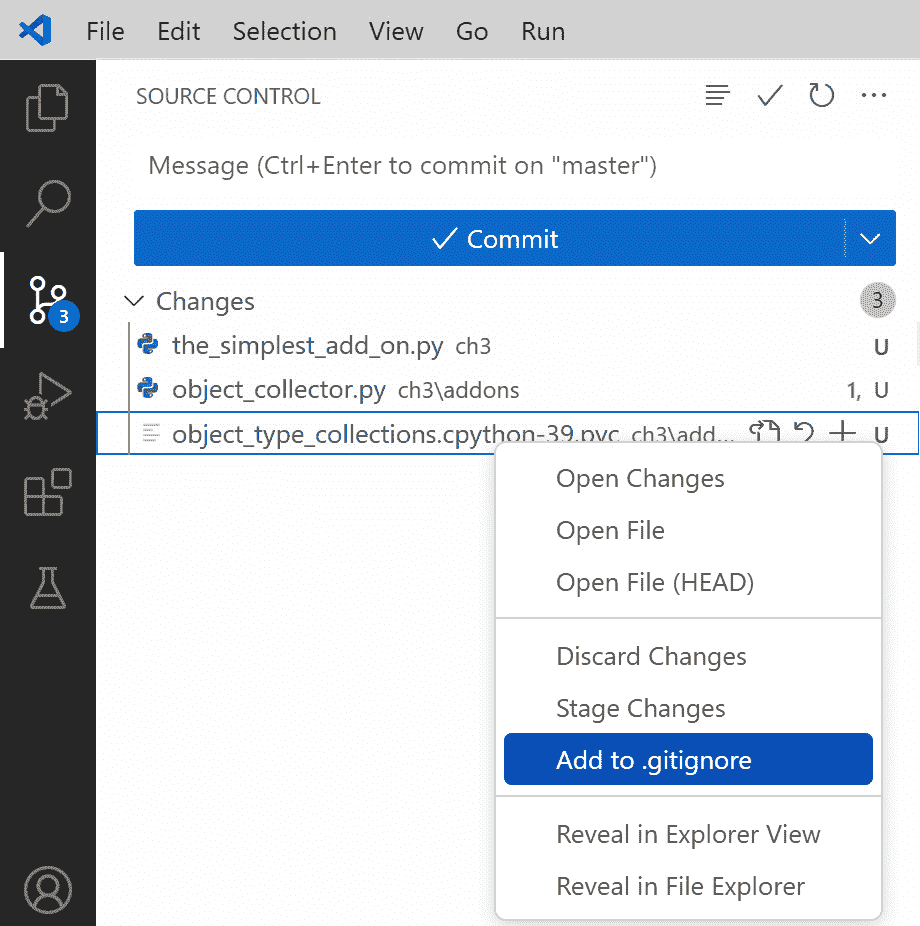 File Edit Selection View Go Run
SOURCE CONTROL
Message (Ctrl+Enter to commit on "master")
Commit
3
Changes 3
the_simplest_add_on.py ch3 U
object_collector.py ch3\addons 1, U
object_type_collections.cpython-39.pyc ch3\add... U
Open Changes
Open File
Open File (HEAD)
Discard Changes
Stage Changes
Add to .gitignore
Reveal in Explorer View
Reveal in File Explorer